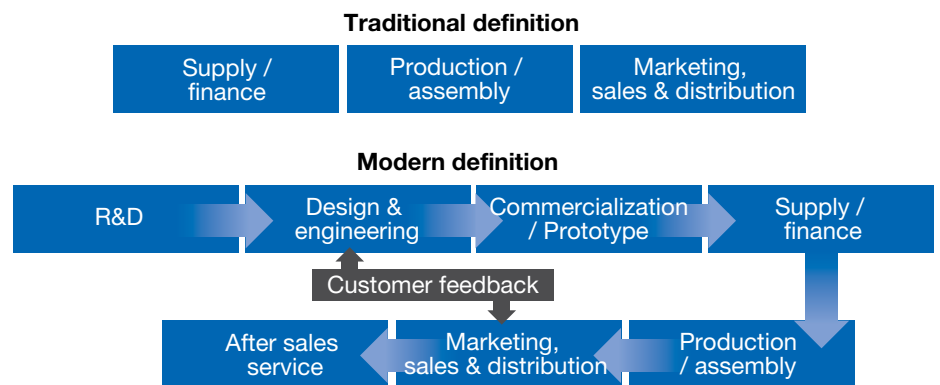 Traditional definition
Supply /
finance
Production /
assembly
Marketing,
sales & distribution
Modern definition
R&D
Design &
engineering
Commercialization
/ Prototype
Supply /
finance
Customer feedback
After sales
service
Marketing,
sales & distribution
Production
/ assembly